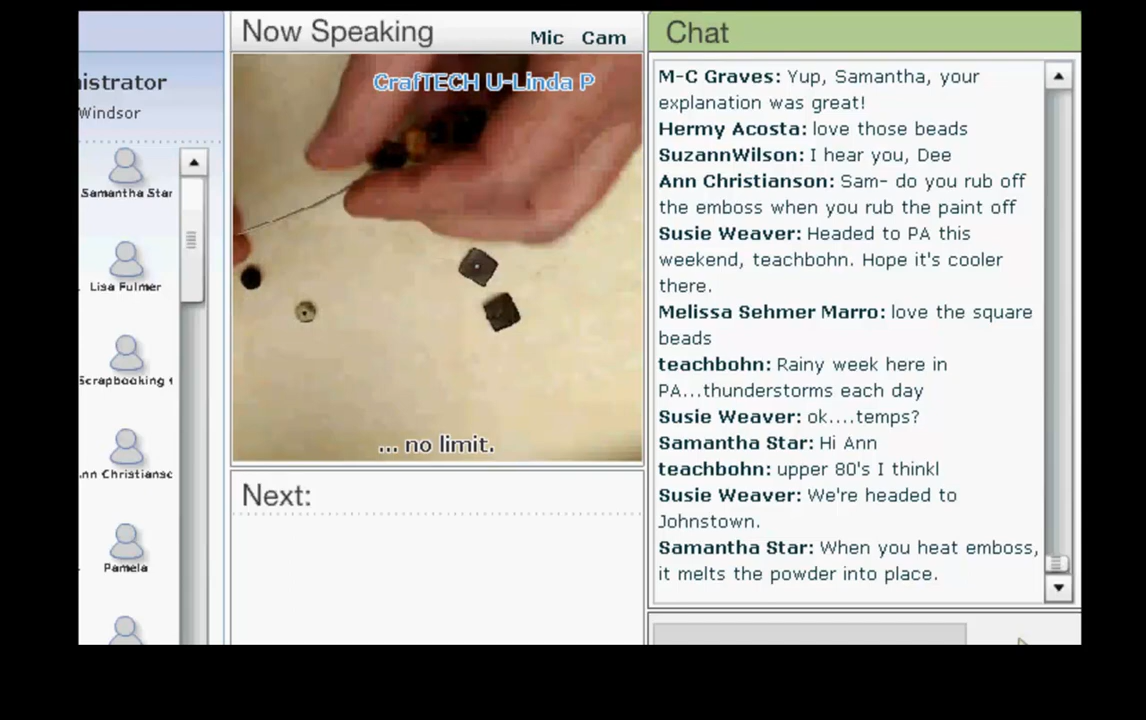 Now Speaking
Mic Cam
Chat
nistrator
Windsor
Samantha Star
Lisa Fulmer
Scrapbooking
nn Christians
Pamela
CrafTECH U-Linda P
... no limit.
Next:
M-C Graves: Yup, Samantha, your
explanation was great!
Hermy Acosta: love those beads
SuzannWilson: I hear you, Dee
Ann Christianson: Sam- do you rub off
the emboss when you rub the paint off
Susie Weaver: Headed to PA this
weekend, teachbohn. Hope it's cooler
there.
Melissa Sehmer Marro: love the square
beads
teachbohn: Rainy week here in
PA...thunderstorms each day
Susie Weaver: ok....temps?
Samantha Star: Hi Ann
teachbohn: upper 80's I thinkl
Susie Weaver: We're headed to
Johnstown.
Samantha Star: When you heat emboss,
it melts the powder into place.